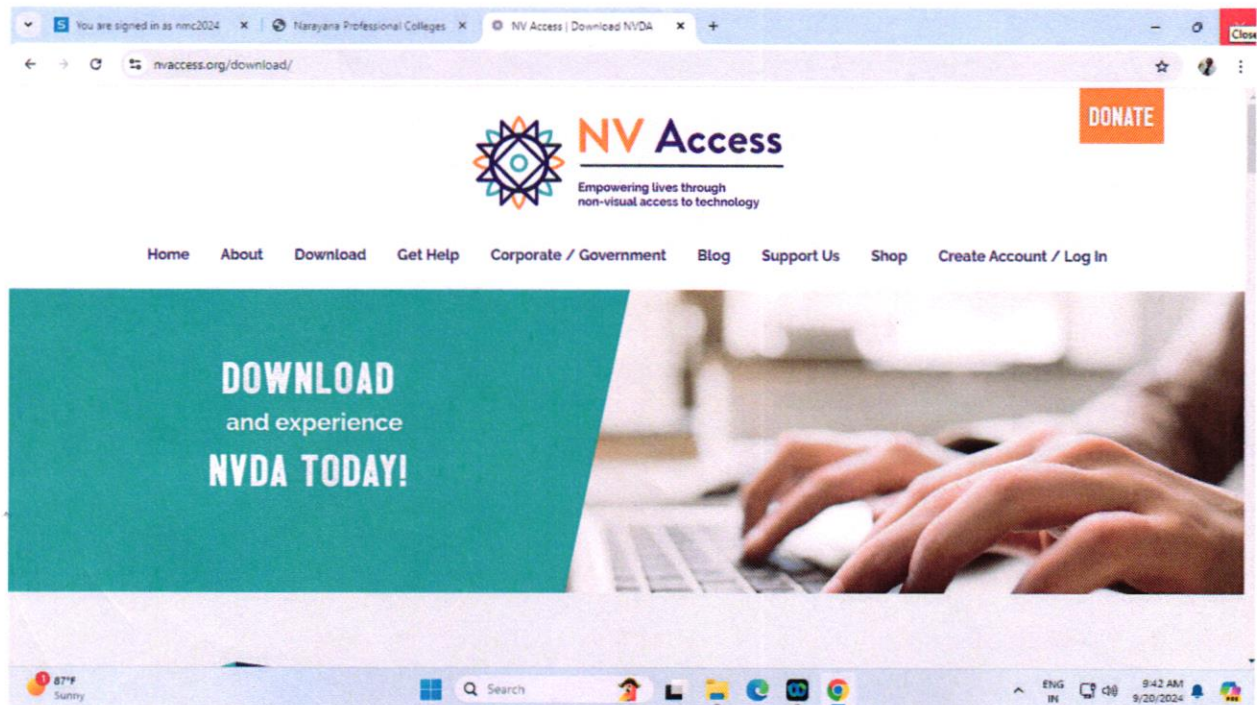 S You are signed in as nmc2024
Narayana Professional Colleges
NV Access | Download NVDA
Close
nvaccess.org/download/
DONATE
NV Access
Empowering lives through
non-visual access to technology
Home About Download Get Help Corporate / Government Blog Support Us Shop Create Account / Log In
DOWNLOAD
and experience
NVDA TODAY!
1 87°F
Sunny
Search
ENG
IN
9:42 AM
9/20/2024